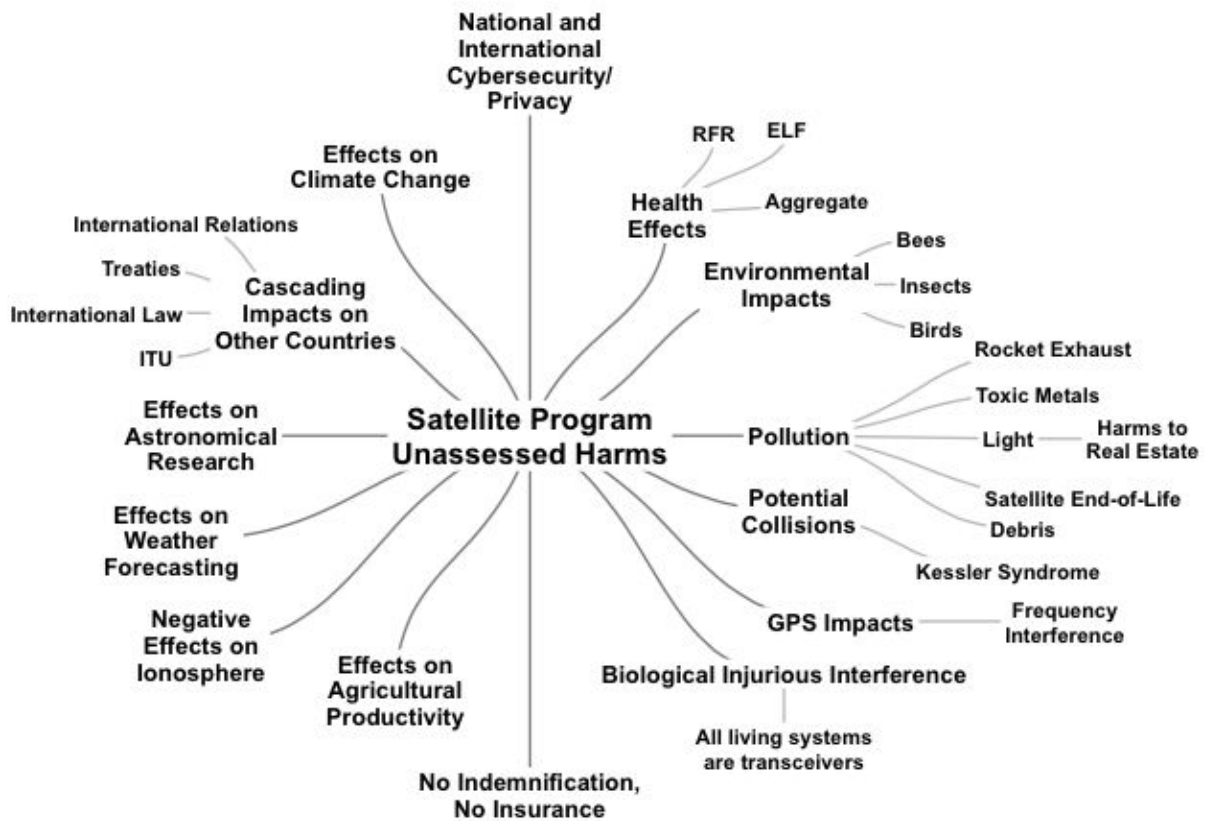 National and
International
Cybersecurity/
Privacy
RFR
ELF
Effects on
Climate Change
Health
Effects
Aggregate
International Relations
Treaties
International Law
ITU
Cascading
Impacts on
Other Countries
Environmental
Impacts
Bees
Insects
Birds
Rocket Exhaust
Toxic Metals
Effects on
Astronomical
Research
Satellite Program
Unassessed Harms
Pollution
Light
Harms to
Real Estate
Satellite End-of-Life
Debris
Effects on
Weather
Forecasting
Potential
Collisions
Kessler Syndrome
Negative
Effects on
Ionosphere
GPS Impacts
Frequency
Interference
Effects on
Agricultural
Productivity
Biological Injurious Interference
All living systems
are transceivers
No Indemnification,
No Insurance